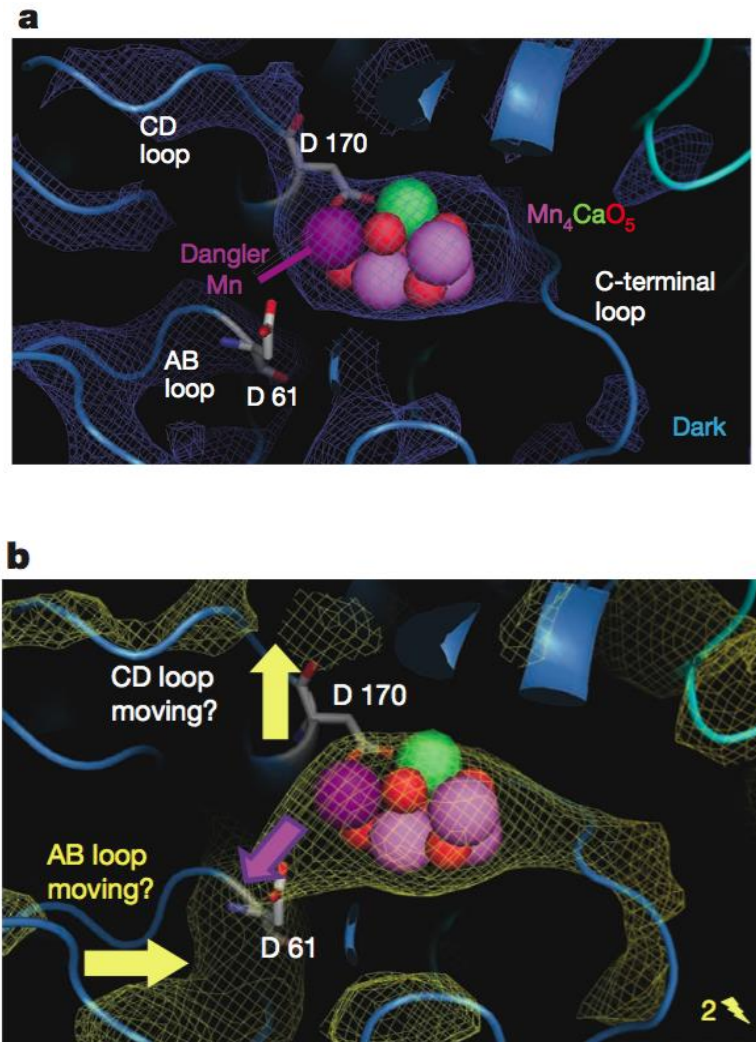 a
CD
loop
D 170
Mn₄CaO₅
Dangler
Mn
C-terminal
loop
AB
loop
D 61
Dark
b
CD loop
moving?
D 170
AB loop
moving?
D 61
2